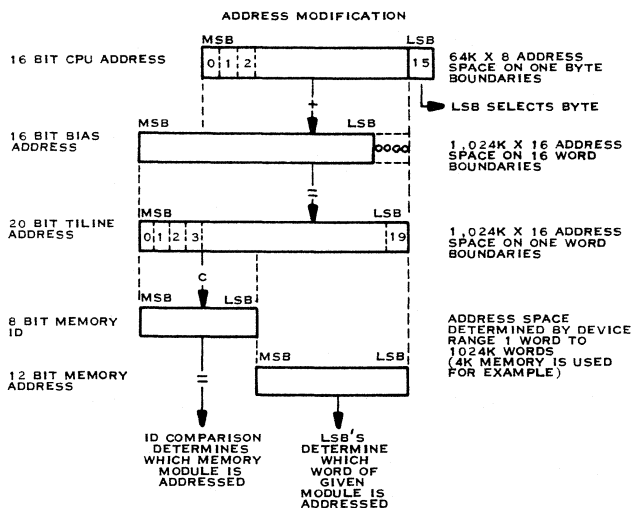 ADDRESS MODIFICATION
MSB LSB
16 BIT CPU ADDRESS
0 1 2 15
64K X 8 ADDRESS
SPACE ON ONE BYTE
BOUNDARIES
LSB SELECTS BYTE
+
16 BIT BIAS
ADDRESS
MSB LSB
0000
1,024K X 16 ADDRESS
SPACE ON 16 WORD
BOUNDARIES
=
20 BIT TILINE
ADDRESS
MSB LSB
0 1 2 3 19
1,024K X 16 ADDRESS
SPACE ON ONE WORD
BOUNDARIES
C
MSB LSB
8 BIT MEMORY
ID
ADDRESS SPACE
DETERMINED BY DEVICE
RANGE 1 WORD TO
1024K WORDS
(4K MEMORY IS USED
FOR EXAMPLE)
MSB LSB
12 BIT MEMORY
ADDRESS
=
ID COMPARISON
DETERMINES
WHICH MEMORY
MODULE IS
ADDRESSED
LSB'S
DETERMINE
WHICH
WORD OF
GIVEN
MODULE IS
ADDRESSED